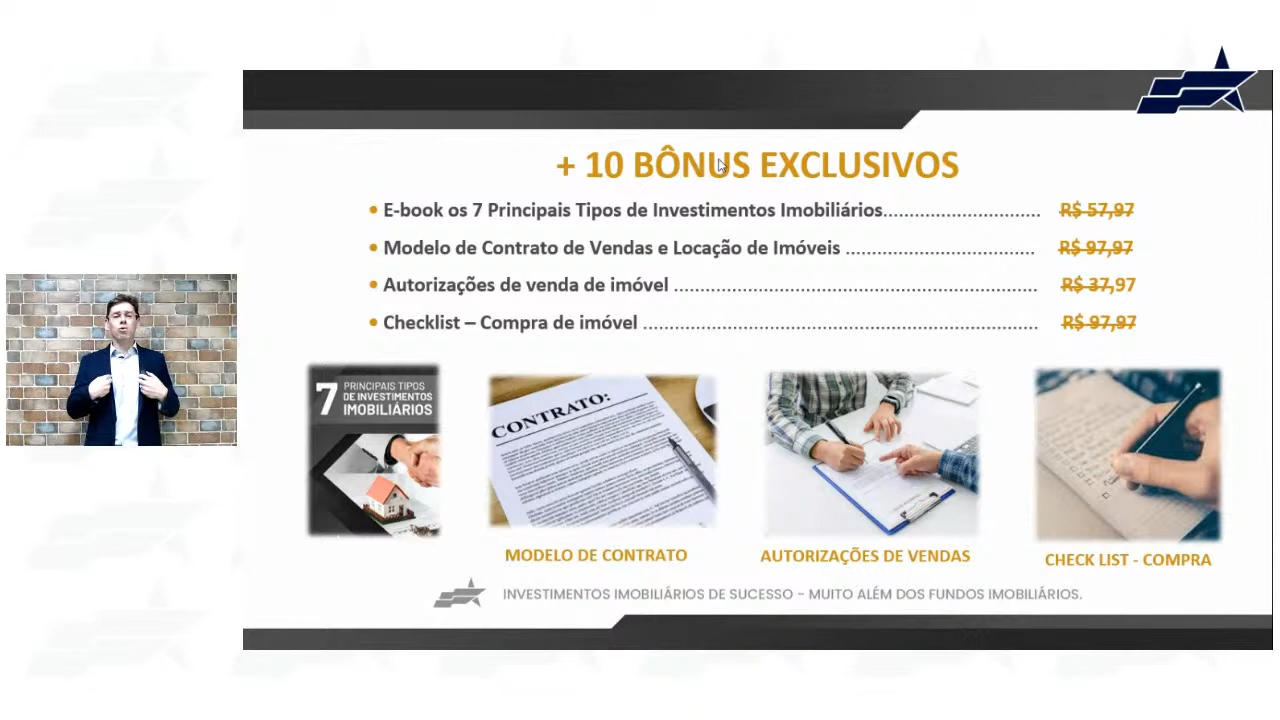 + 10 BÔNUS EXCLUSIVOS
• E-book os 7 Principais Tipos de Investimentos Imobiliários.............................. R$ 57,97
• Modelo de Contrato de Vendas e Locação de Imóveis .................................... R$ 97,97
• Autorizações de venda de imóvel ......................................................................... R$ 37,97
• Checklist – Compra de imóvel ............................................................................... R$ 97,97
7 PRINCIPAIS TIPOS
DE INVESTIMENTOS
IMOBILIÁRIOS
CONTRATO:
MODELO DE CONTRATO
AUTORIZAÇÕES DE VENDAS
CHECK LIST - COMPRA
INVESTIMENTOS IMOBILIÁRIOS DE SUCESSO - MUITO ALÉM DOS FUNDOS IMOBILIÁRIOS.